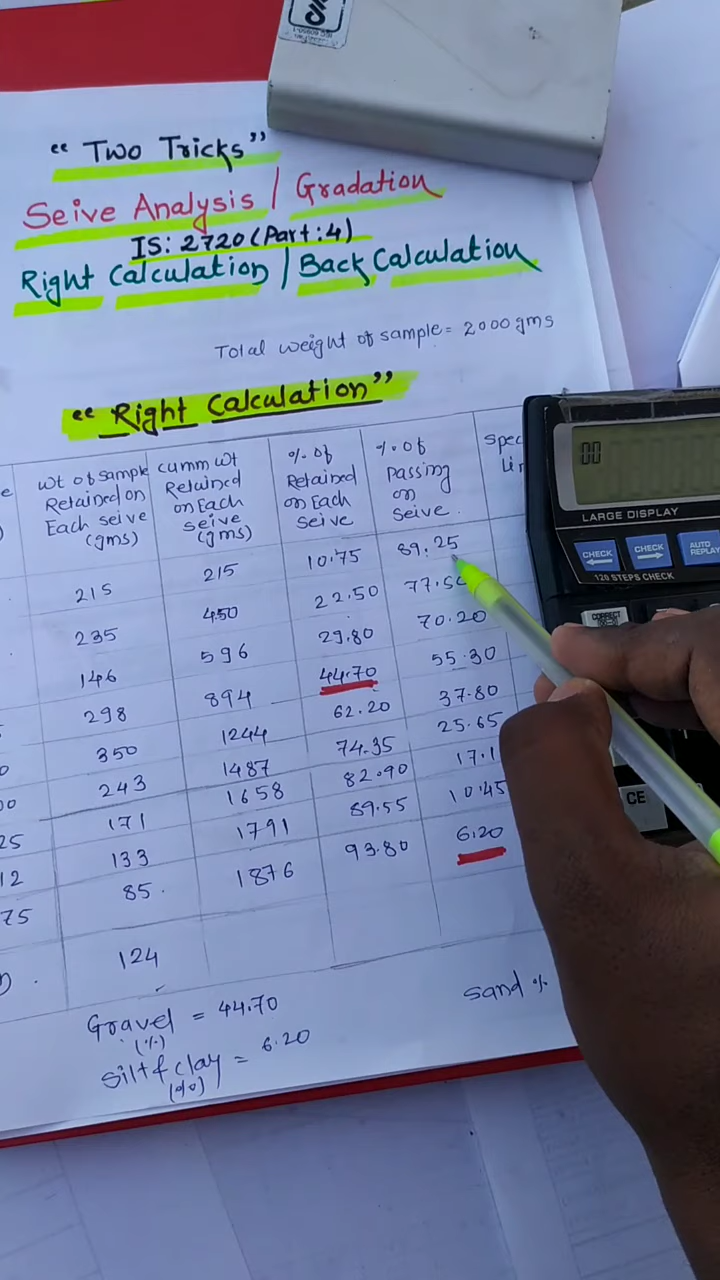 “Two Tricks”
Seive Analysis / Gradation
IS: 2720 (Part:4)
Right Calculation / Back Calculation
Total weight of sample = 2000 gms
“Right Calculation”
wt of sample Retained on Each seive (gms)
cumm wt Retained on Each seive (gms)
% of Retained on Each Seive
% of Passing on Seive.
215 215 10.75 89.25
235 450 22.50 77.5
146 596 29.80 70.20
298 894 44.70 55.30
350 1244 62.20 37.80
243 1487 74.35 25.65
171 1658 82.90 17.1
133 1791 89.55 10.45
85. 1876 93.80 6.20
124
Gravel (%) = 44.70
Silt & clay (%) = 6.20
Sand %
LARGE DISPLAY
CHECK
CHECK
AUTO REPLAY
120 STEPS CHECK
CORRECT
CE